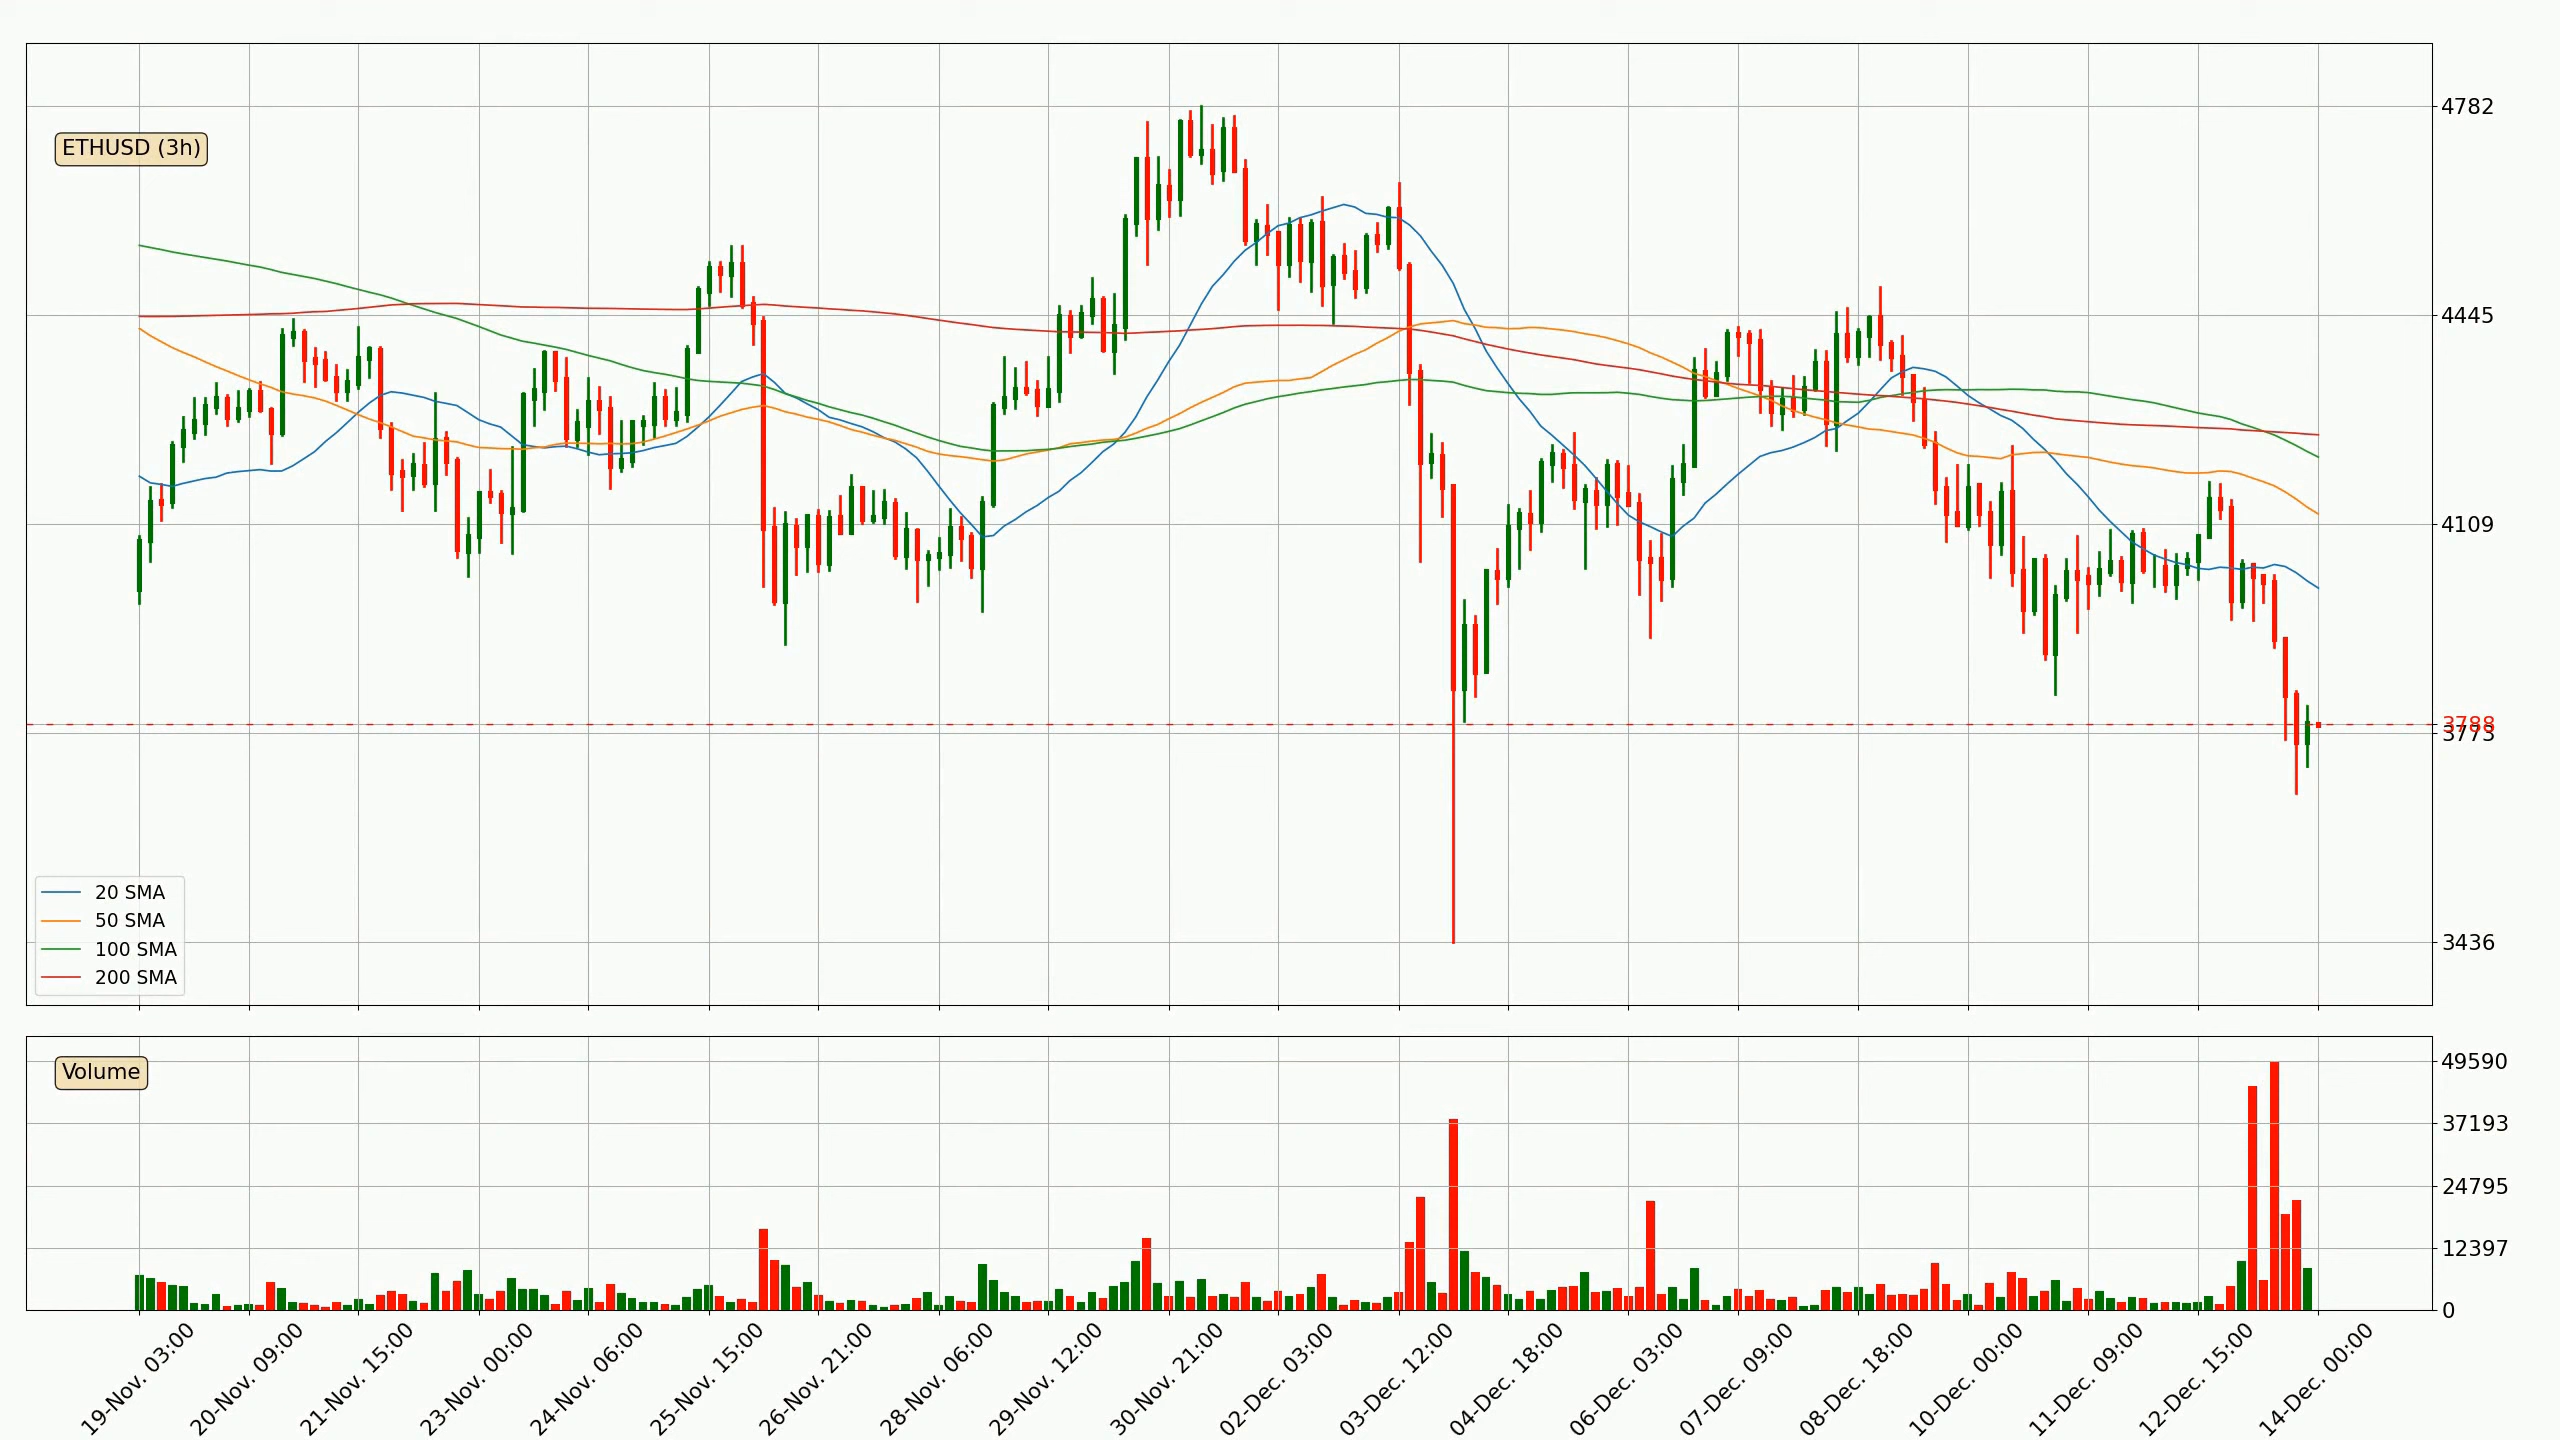 ETHUSD (3h)
4782
4445
4109
3788
3773
3436
20 SMA
50 SMA
100 SMA
200 SMA
Volume
49590
37193
24795
12397
0
19-Nov. 03:00
20-Nov. 09:00
21-Nov. 15:00
23-Nov. 00:00
24-Nov. 06:00
25-Nov. 15:00
26-Nov. 21:00
28-Nov. 06:00
29-Nov. 12:00
30-Nov. 21:00
02-Dec. 03:00
03-Dec. 12:00
04-Dec. 18:00
06-Dec. 03:00
07-Dec. 09:00
08-Dec. 18:00
10-Dec. 00:00
11-Dec. 09:00
12-Dec. 15:00
14-Dec. 00:00